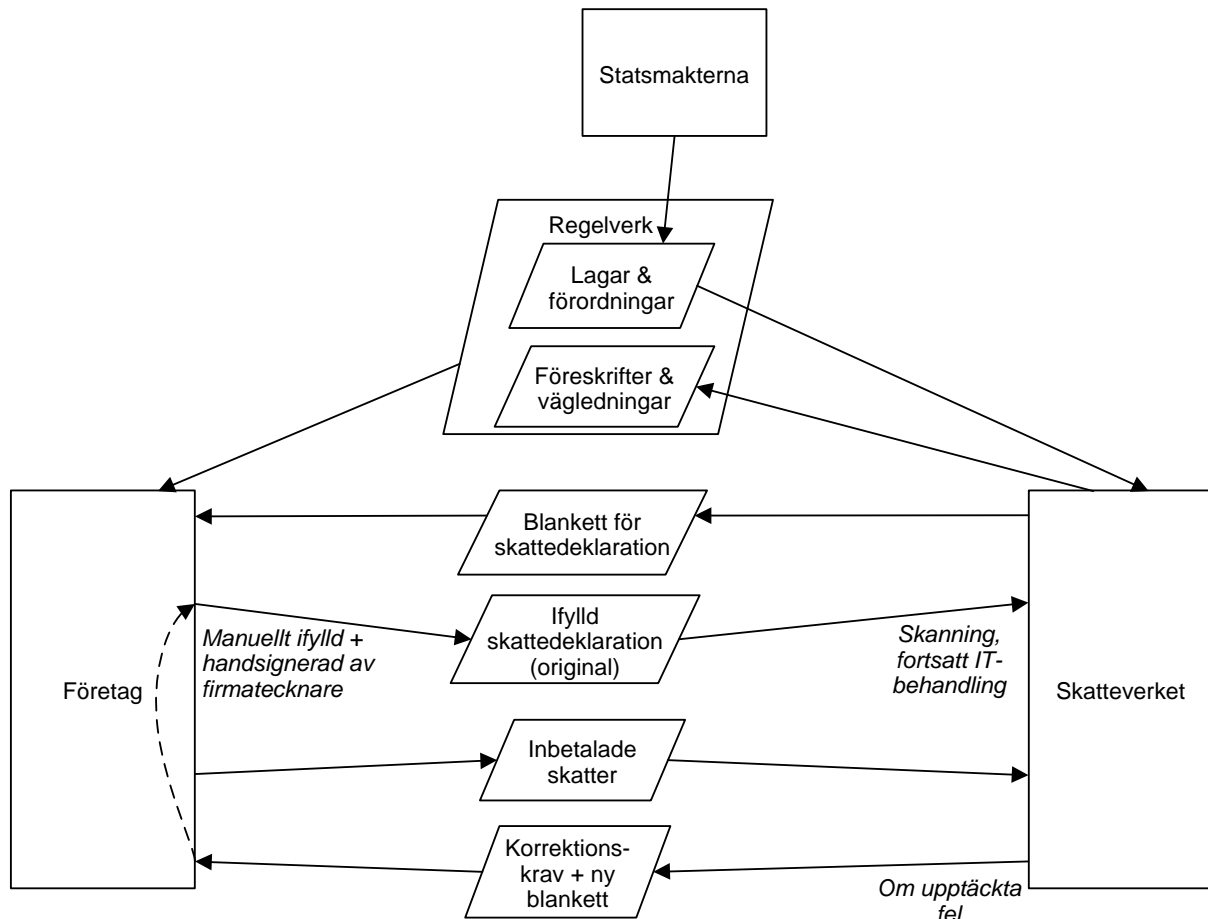 Statsmakterna
Regelverk
Lagar &
förordningar
Föreskrifter &
vägledningar
Blankett för
skattedeklaration
Ifylld
skattedeklaration
(original)
Manuellt ifylld +
handsignerad av
firmatecknare
Skanning,
fortsatt IT-
behandling
Företag
Skatteverket
Inbetalade
skatter
Korrektions-
krav + ny
blankett
Om upptäckta
fel